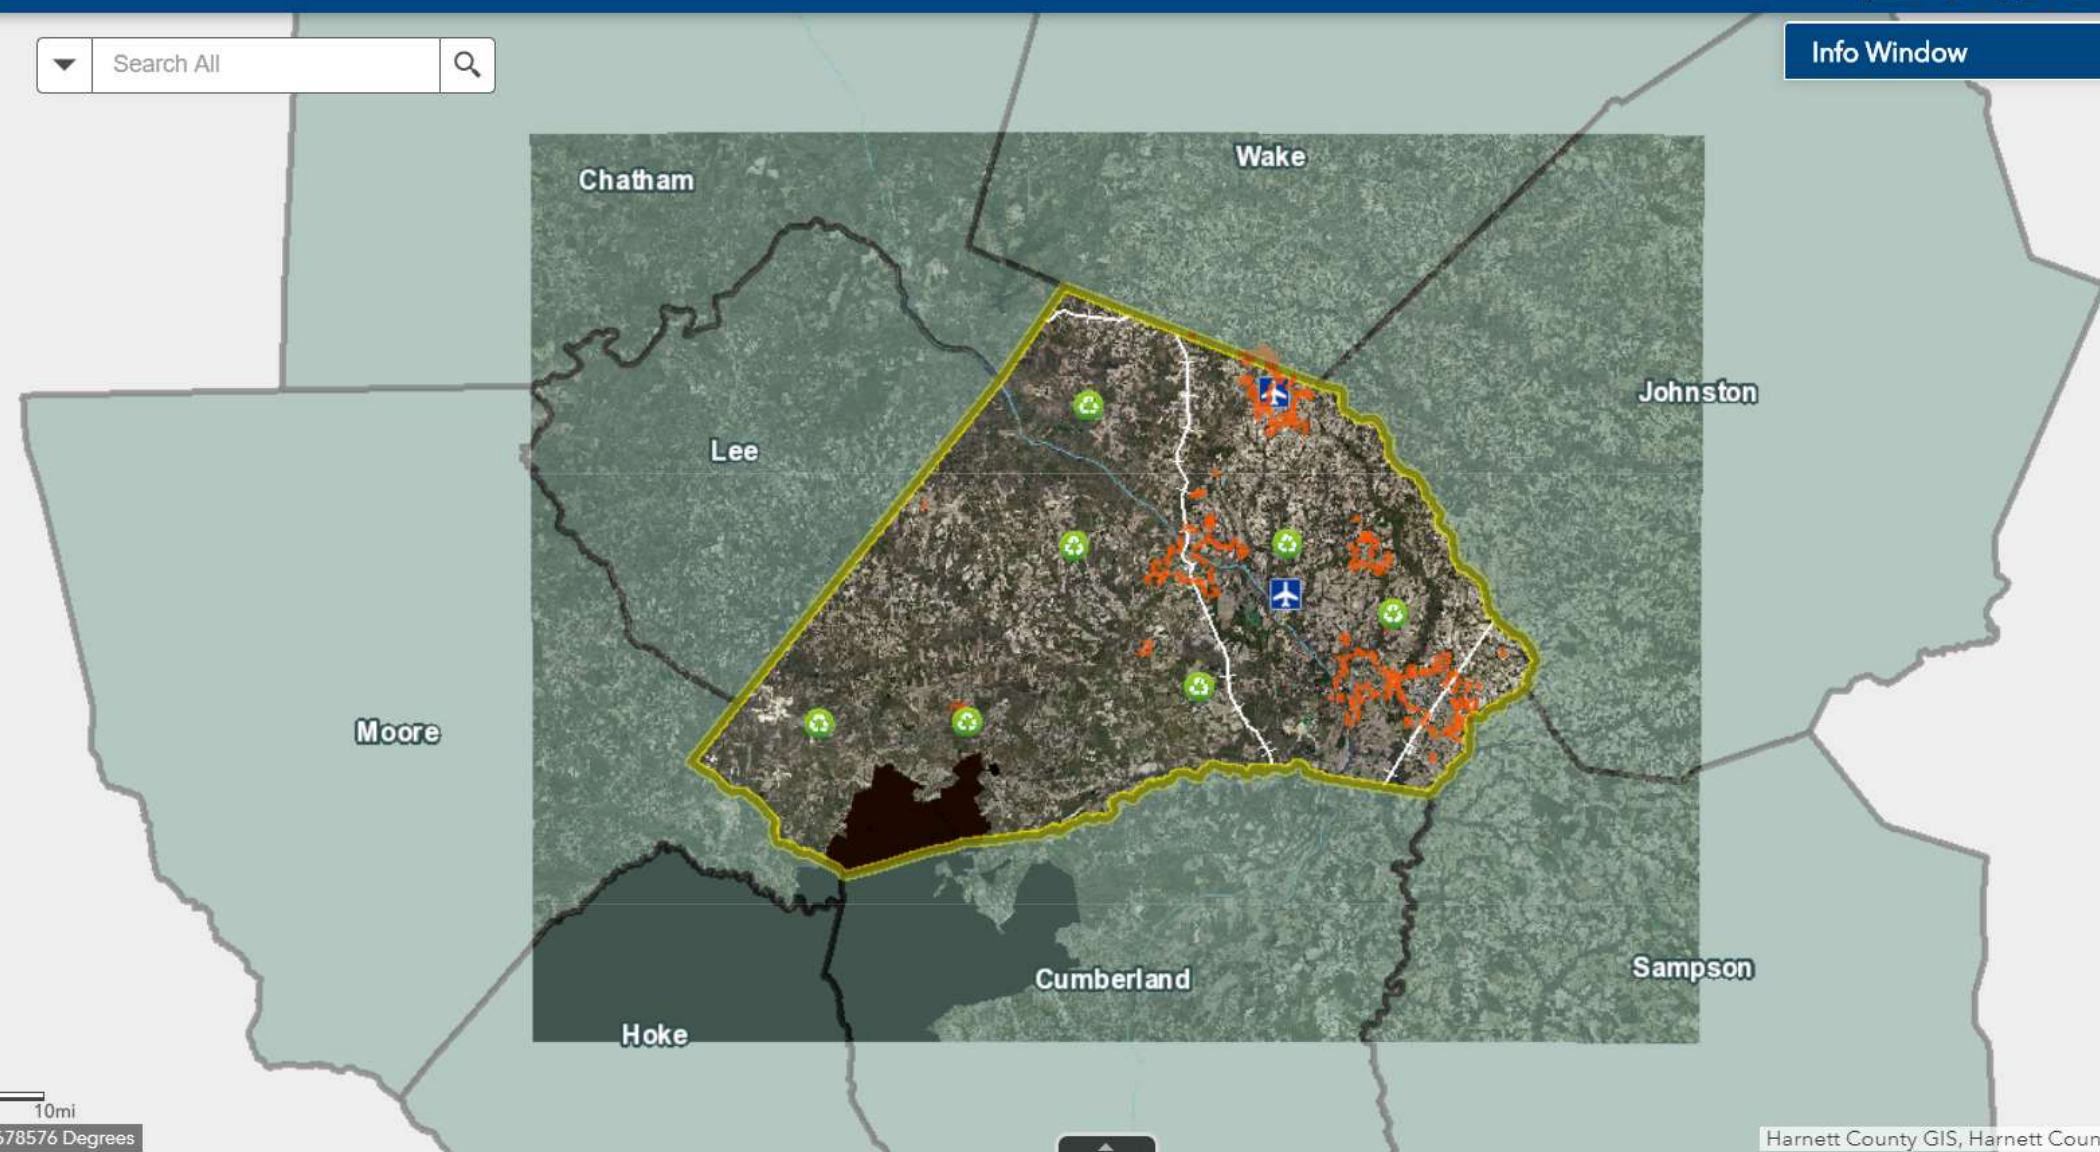 Search All
Info Window
Wake
Chatham
Johnston
Lee
Moore
Sampson
Cumberland
Hoke
10mi
678576 Degrees
Harnett County GIS, Harnett Coun